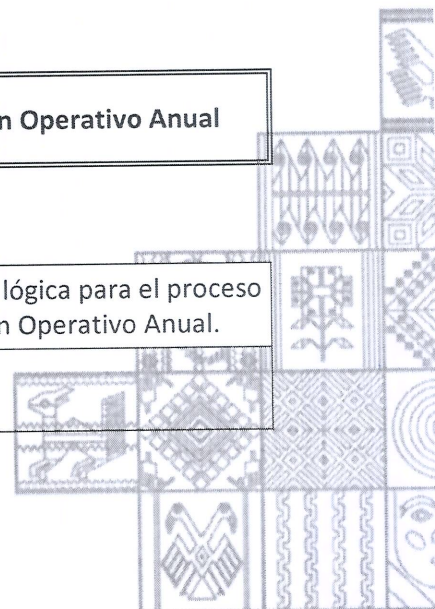 n Operativo Anual
lógica para el proceso
n Operativo Anual.